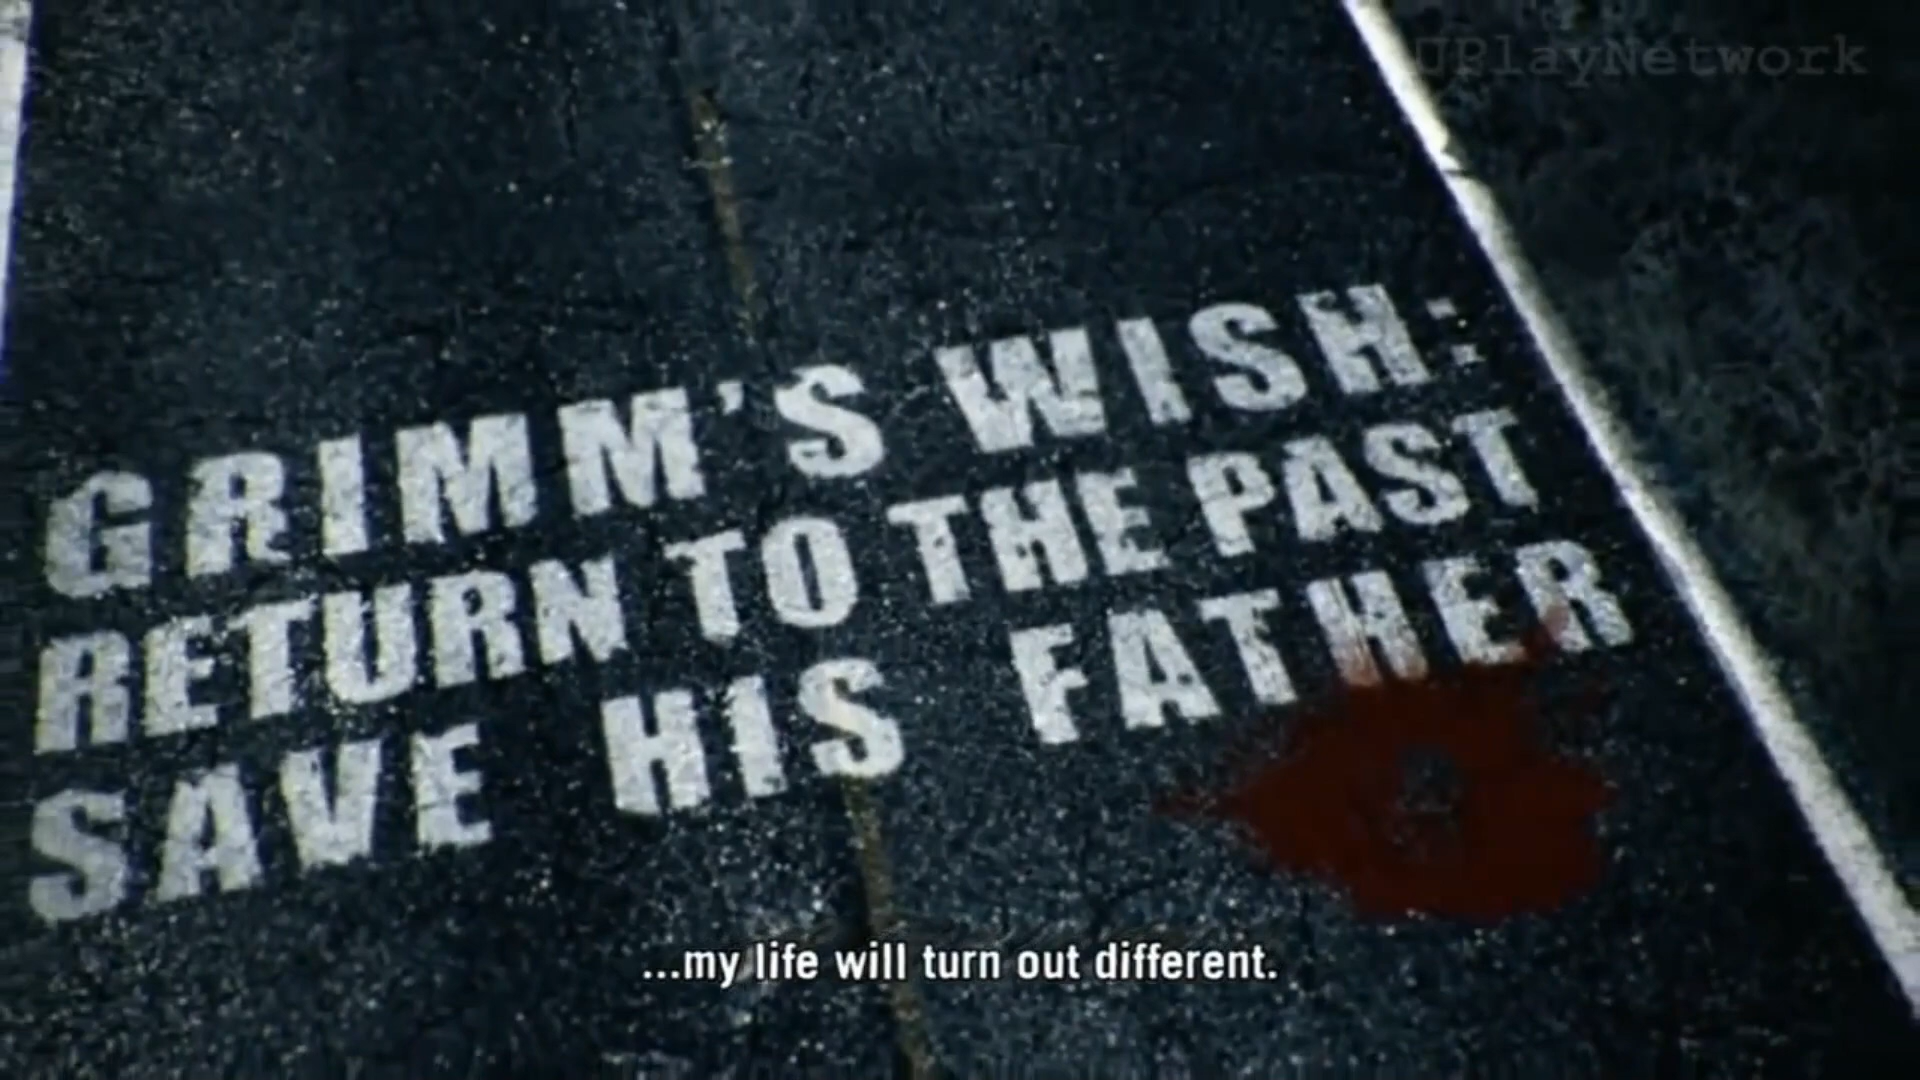 UPlayNetwork
GRIMM'S WISH:
RETURN TO THE PAST
SAVE HIS FATHER
...my life will turn out different.